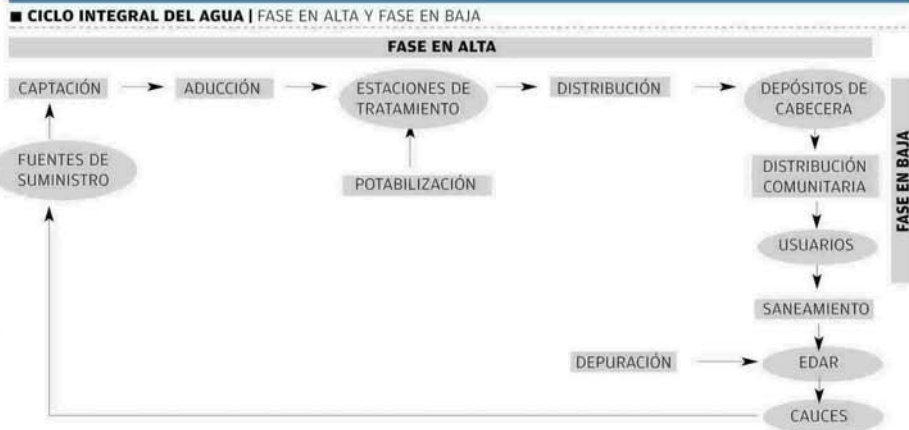 ■ CICLO INTEGRAL DEL AGUA | FASE EN ALTA Y FASE EN BAJA
FASE EN ALTA
CAPTACIÓN
ADUCCIÓN
ESTACIONES DE
TRATAMIENTO
DISTRIBUCIÓN
DEPÓSITOS DE
CABECERA
FUENTES DE
SUMINISTRO
POTABILIZACIÓN
DISTRIBUCIÓN
COMUNITARIA
FASE EN BAJA
USUARIOS
SANEAMIENTO
DEPURACIÓN
EDAR
CAUCES